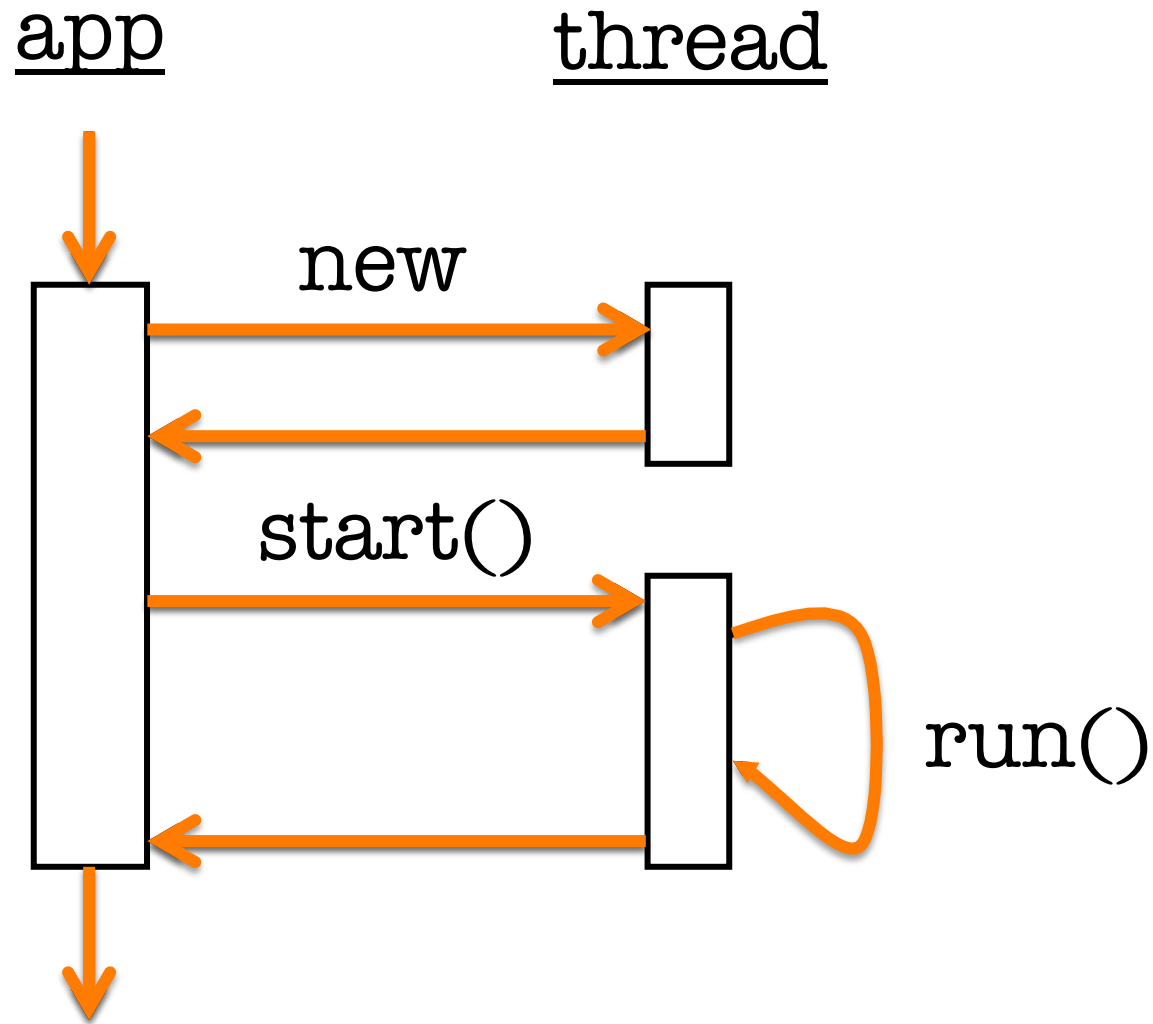 app
thread
new
start()
run()